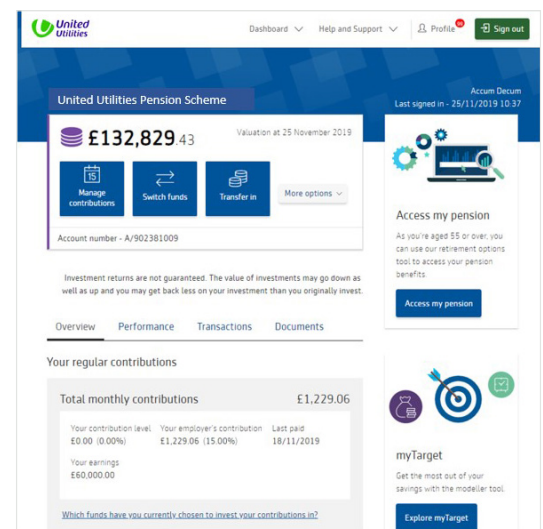 United
Utilities
Dashboard
Help and Support
Profile
Sign out
United Utilities Pension Scheme
Accum Decum
Last signed in - 25/11/2019 10:37
£132,829.43
Valuation at 25 November 2019
15
Manage
contributions
Switch funds
Transfer in
More options
Account number - A/902381009
Access my pension
As you're aged 55 or over, you
can use our retirement options
tool to access your pension
benefits.
Access my pension
Investment returns are not guaranteed. The value of investments may go down as
well as up and you may get back less on your investment than you originally invest.
Overview Performance Transactions Documents
Your regular contributions
Total monthly contributions £1,229.06
Your contribution level Your employer's contribution Last paid
£0.00 (0.00%) £1,229.06 (15.00%) 18/11/2019
Your earnings
£60,000.00
Which funds have you currently chosen to invest your contributions in?
myTarget
Get the most out of your
savings with the modeller tool.
Explore myTarget